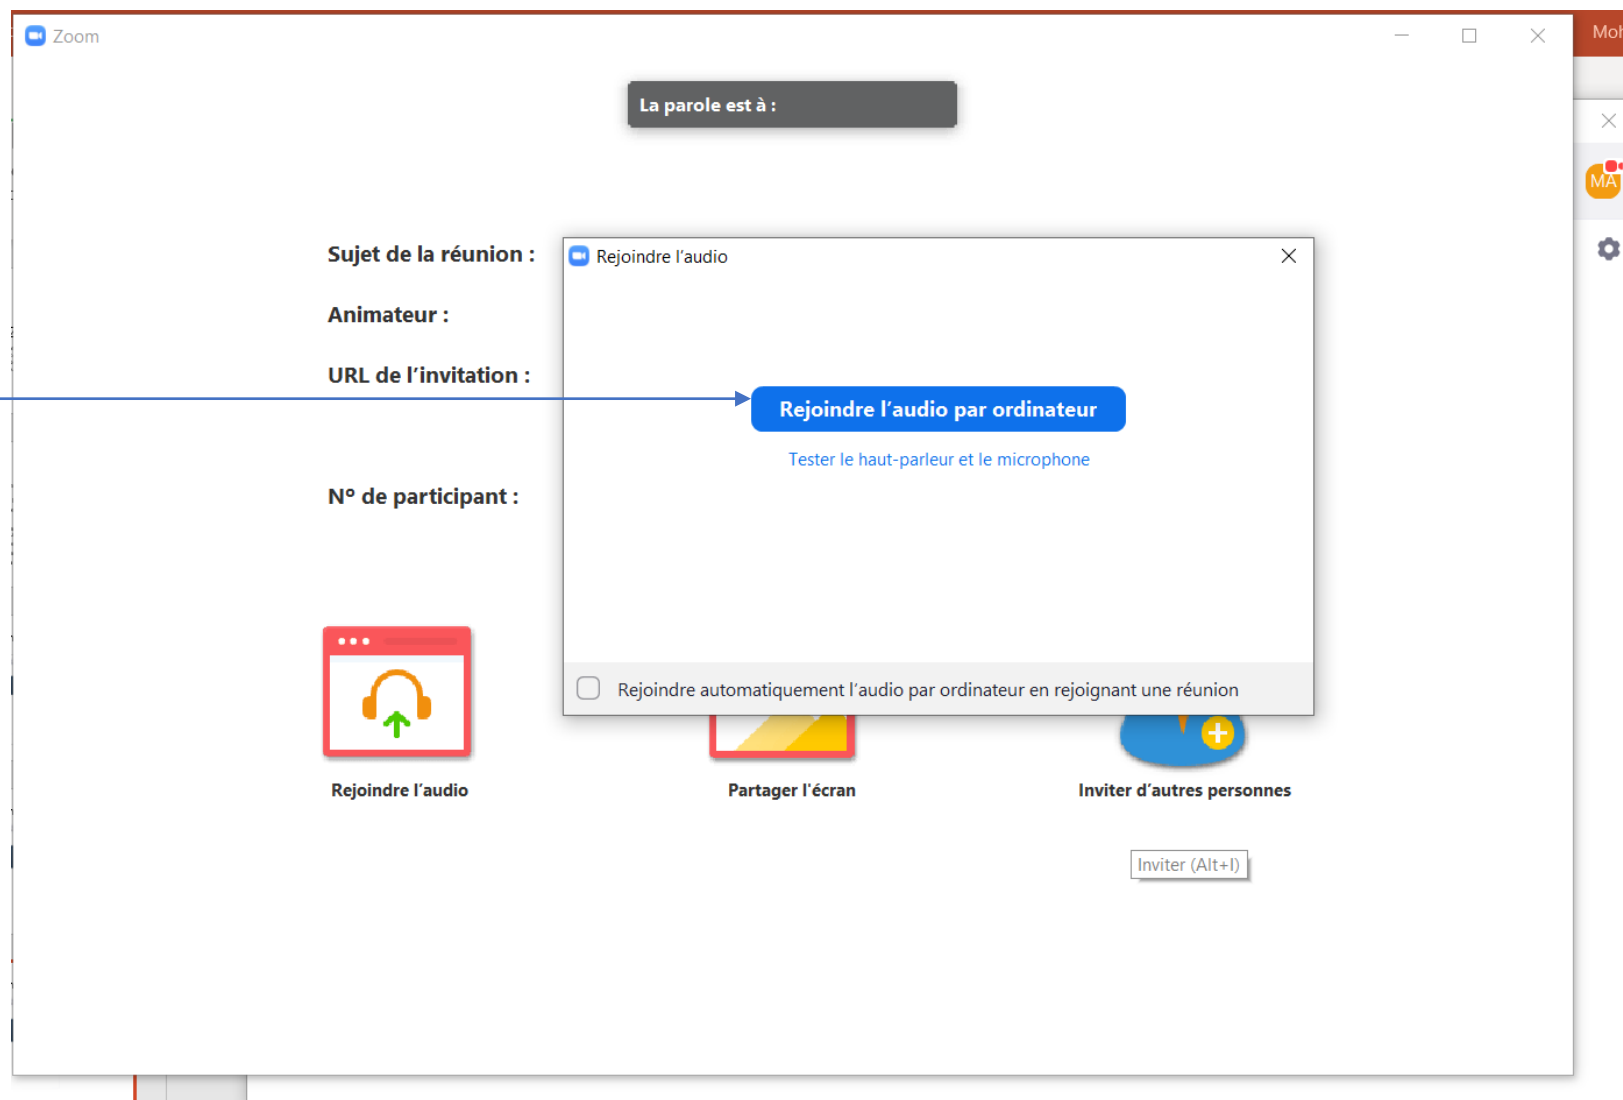 Zoom
Moh
La parole est à :
MA
Sujet de la réunion :
Rejoindre l'audio
Animateur :
URL de l'invitation :
Rejoindre l'audio par ordinateur
Tester le haut-parleur et le microphone
Nº de participant :
Rejoindre automatiquement l'audio par ordinateur en rejoignant une réunion
Rejoindre l'audio
Partager l'écran
Inviter d'autres personnes
Inviter (Alt+I)